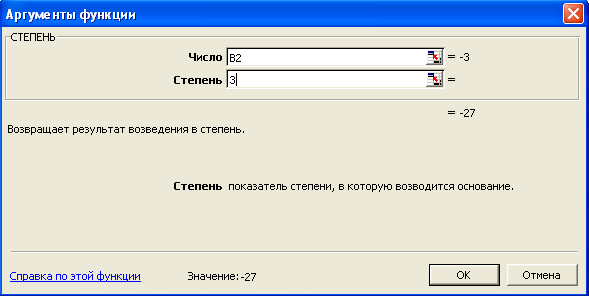 Аргументы функции
СТЕПЕНЬ
Число B2 = -3
Степень 3 =
= -27
Возвращает результат возведения в степень.
Степень показатель степени, в которую возводится основание.
Справка по этой функции Значение:-27 OK Отмена